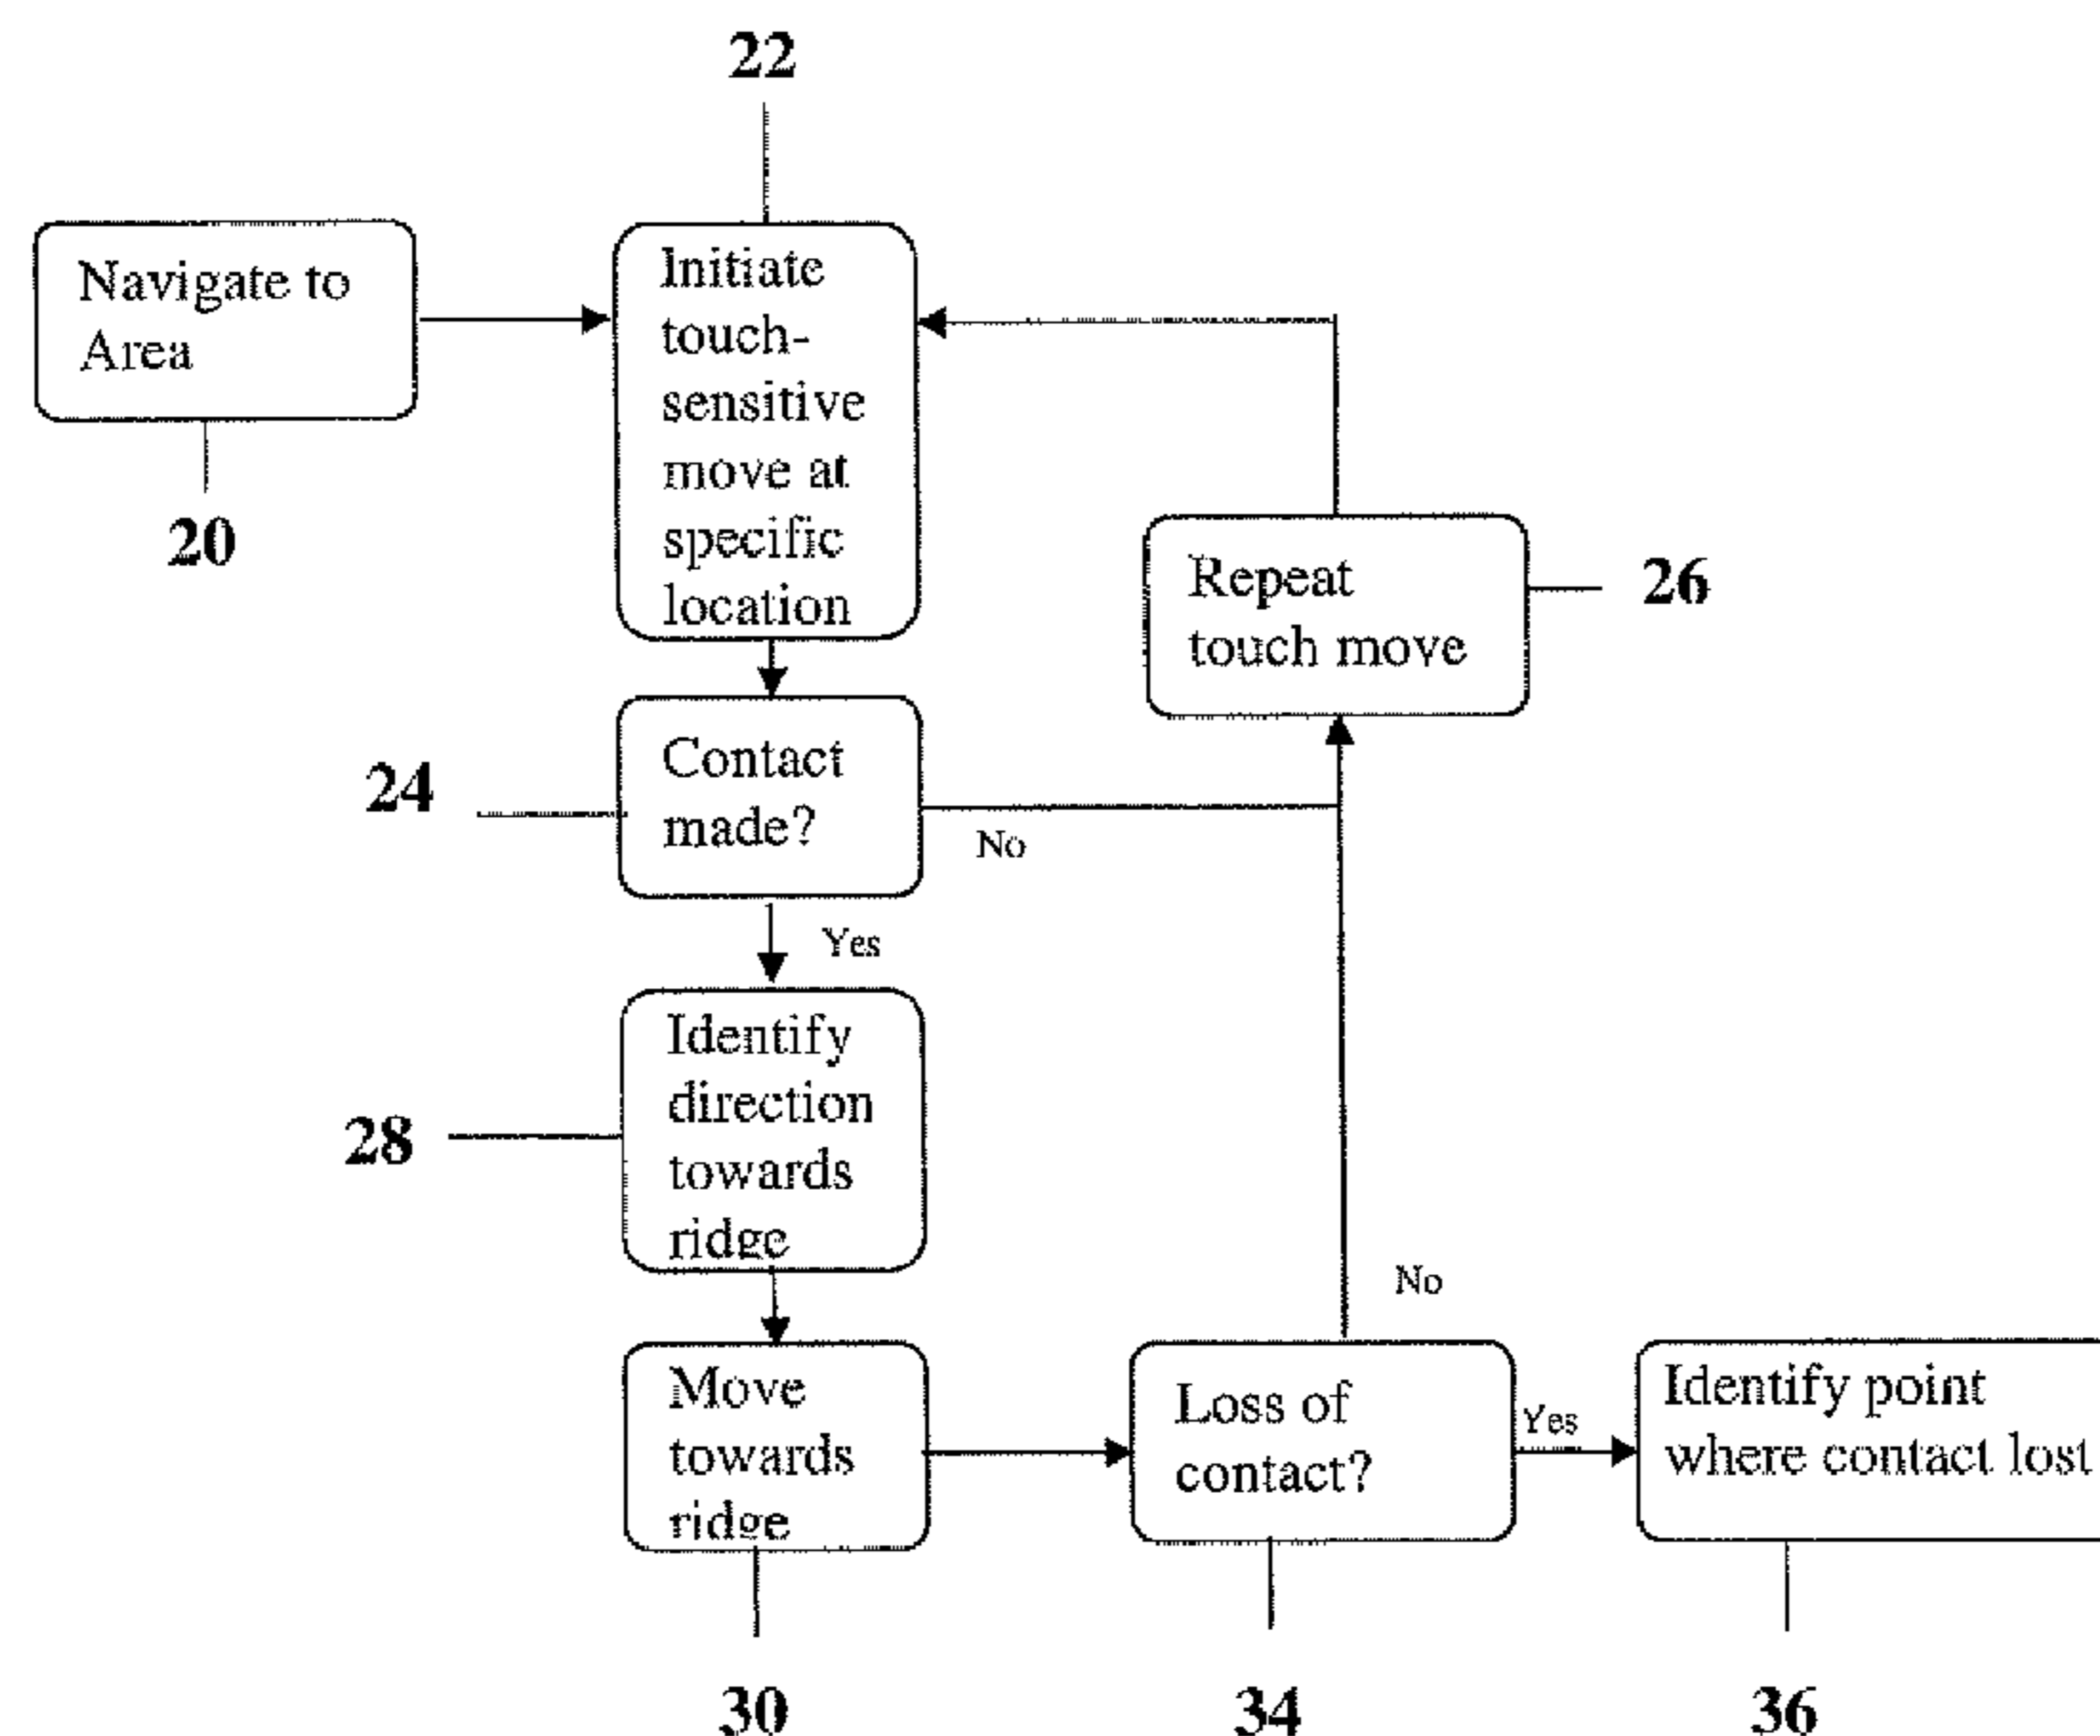 22
Navigate to
Area
20
Initiate
touch-
sensitive
move at
specific
location
Repeat
touch move
26
24
Contact
made?
No
Yes
28
Identify
direction
towards
ridge
No
Move
towards
ridge
Loss of
contact?
Yes
Identify point
where contact lost
30
34
36